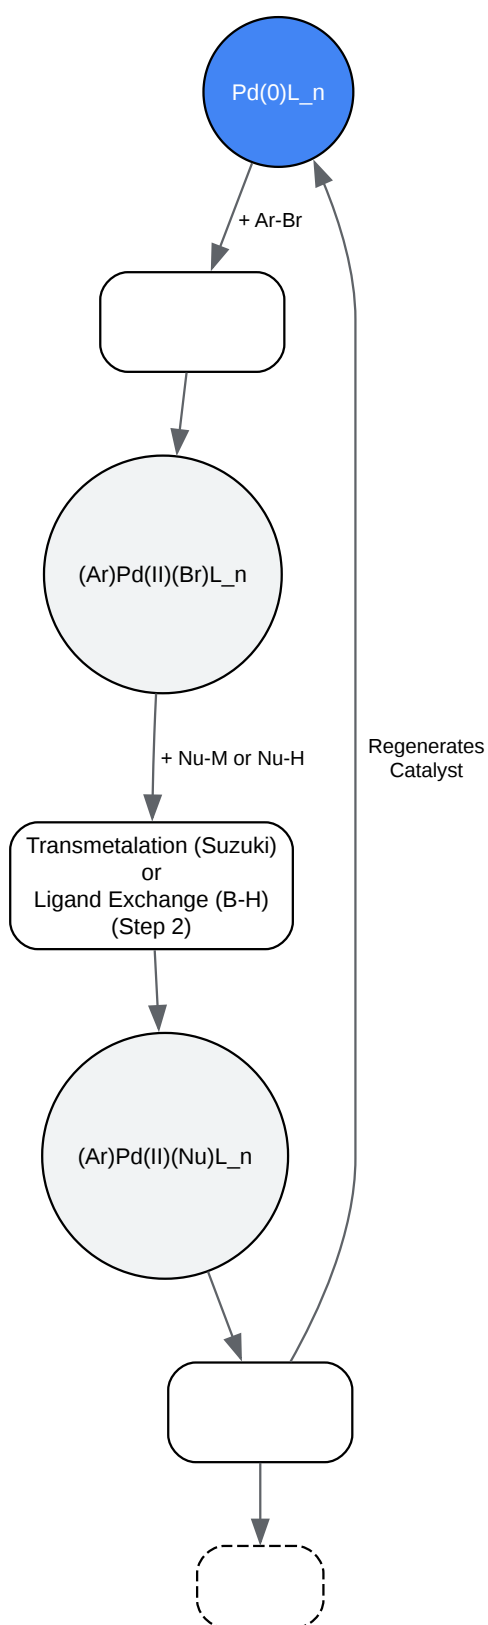 Pd(0)L_n
+ Ar-Br
(Ar)Pd(II)(Br)L_n
+ Nu-M or Nu-H
Regenerates
Catalyst
Transmetalation (Suzuki)
or
Ligand Exchange (B-H)
(Step 2)
(Ar)Pd(II)(Nu)L_n